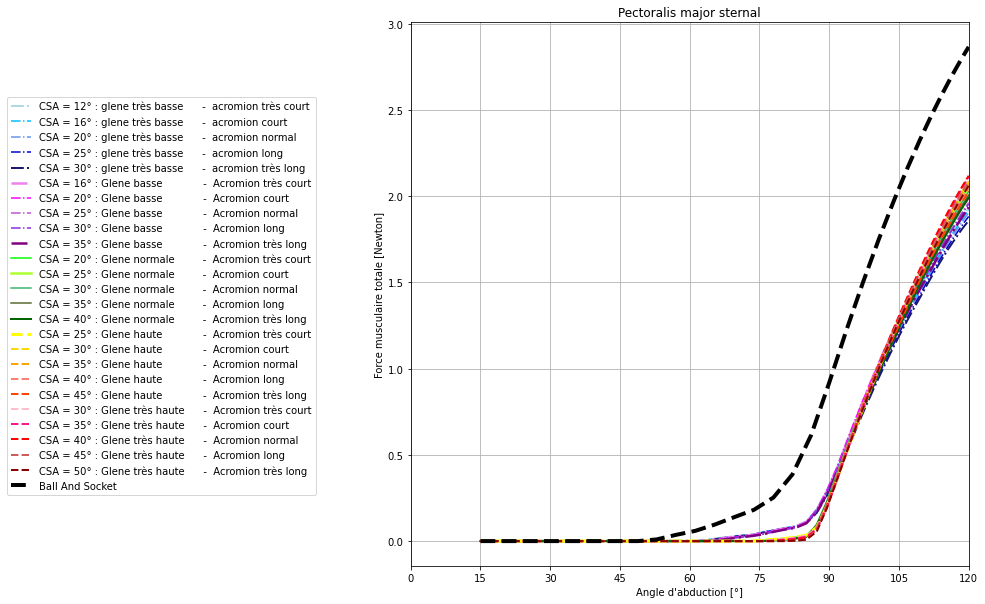 Pectoralis major sternal
CSA = 12° : glene très basse - acromion très court
CSA = 16° : glene très basse - acromion court
CSA = 20° : glene très basse - acromion normal
CSA = 25° : glene très basse - acromion long
CSA = 30° : glene très basse - acromion très long
CSA = 16° : Glene basse - Acromion très court
CSA = 20° : Glene basse - Acromion court
CSA = 25° : Glene basse - Acromion normal
CSA = 30° : Glene basse - Acromion long
CSA = 35° : Glene basse - Acromion très long
CSA = 20° : Glene normale - Acromion très court
CSA = 25° : Glene normale - Acromion court
CSA = 30° : Glene normale - Acromion normal
CSA = 35° : Glene normale - Acromion long
CSA = 40° : Glene normale - Acromion très long
CSA = 25° : Glene haute - Acromion très court
CSA = 30° : Glene haute - Acromion court
CSA = 35° : Glene haute - Acromion normal
CSA = 40° : Glene haute - Acromion long
CSA = 45° : Glene haute - Acromion très long
CSA = 30° : Glene très haute - Acromion très court
CSA = 35° : Glene très haute - Acromion court
CSA = 40° : Glene très haute - Acromion normal
CSA = 45° : Glene très haute - Acromion long
CSA = 50° : Glene très haute - Acromion très long
Ball And Socket
Force musculaire totale [Newton]
3.0
2.5
2.0
1.5
1.0
0.5
0.0
0 15 30 45 60 75 90 105 120
Angle d'abduction [°]